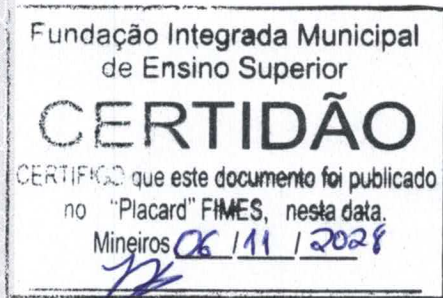 Fundação Integrada Municipal
de Ensino Superior
CERTIDÃO
CERTIFICO que este documento foi publicado
no "Placard" FIMES, nesta data.
Mineiros 06 / 11 / 2028